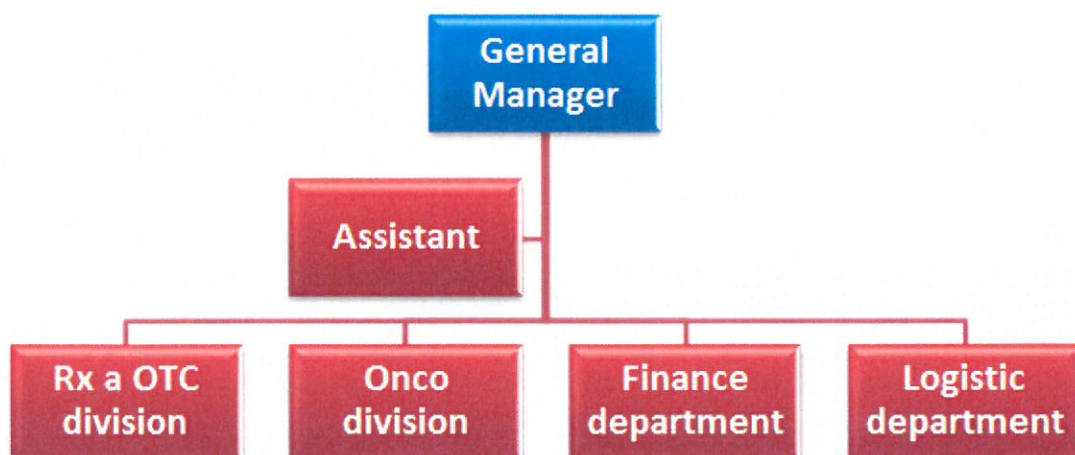 General
Manager
Assistant
Rx a OTC
division
Onco
division
Finance
department
Logistic
department